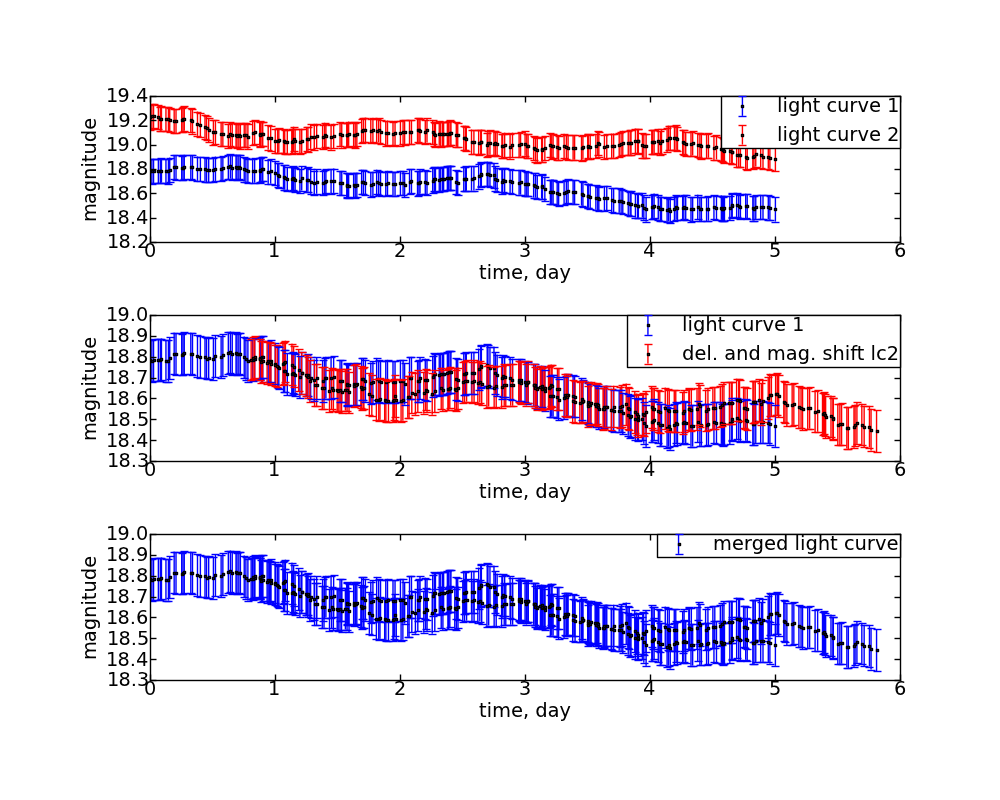 19.4
19.2
19.0
18.8
18.6
18.4
18.2
magnitude
light curve 1
light curve 2
0 1 2 3 4 5 6
time, day
19.0
18.9
18.8
18.7
18.6
18.5
18.4
18.3
magnitude
light curve 1
del. and mag. shift lc2
0 1 2 3 4 5 6
time, day
19.0
18.9
18.8
18.7
18.6
18.5
18.4
18.3
magnitude
merged light curve
0 1 2 3 4 5 6
time, day